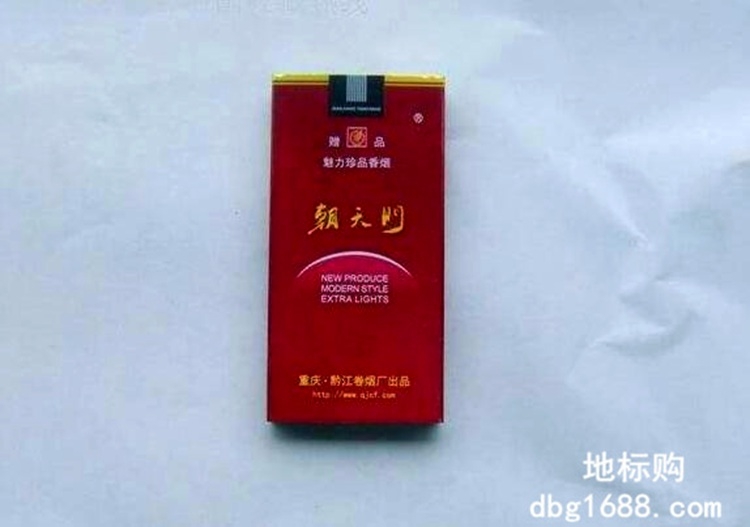 ®
赠 品
魅力珍品香烟
朝天門
NEW PRODUCE
MODERN STYLE
EXTRA LIGHTS
重庆·黔江卷烟厂出品
http://www.qjcf.com
地标购
dbg1688.com